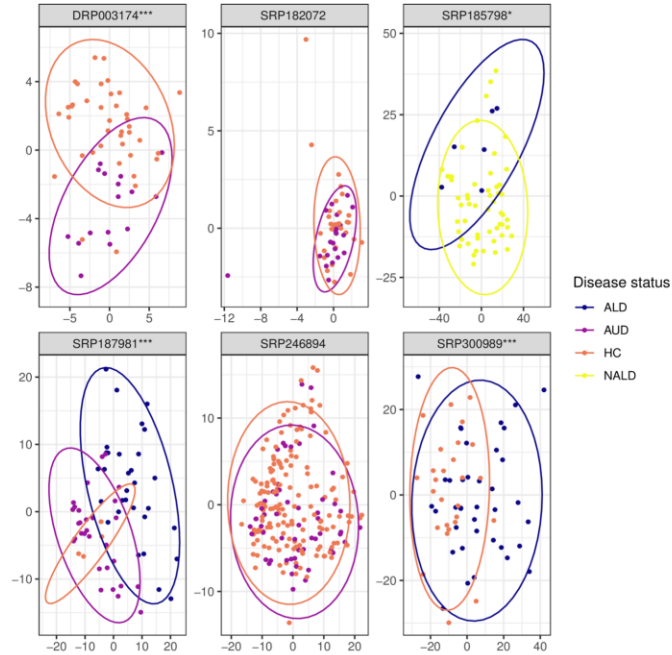 DRP003174*** SRP182072 SRP185798*
4 0 -4 -8
10 5 0
50 25 0 -25
-5 0 5
-12 -8 -4 0
-40 0 40
Disease status
ALD
AUD
HC
NALD
SRP187981*** SRP246894 SRP300989***
20 10 0 -10
10 0 -10
20 0 -20
-20 -10 0 10 20
-20 -10 0 10 20
-20 0 20 40